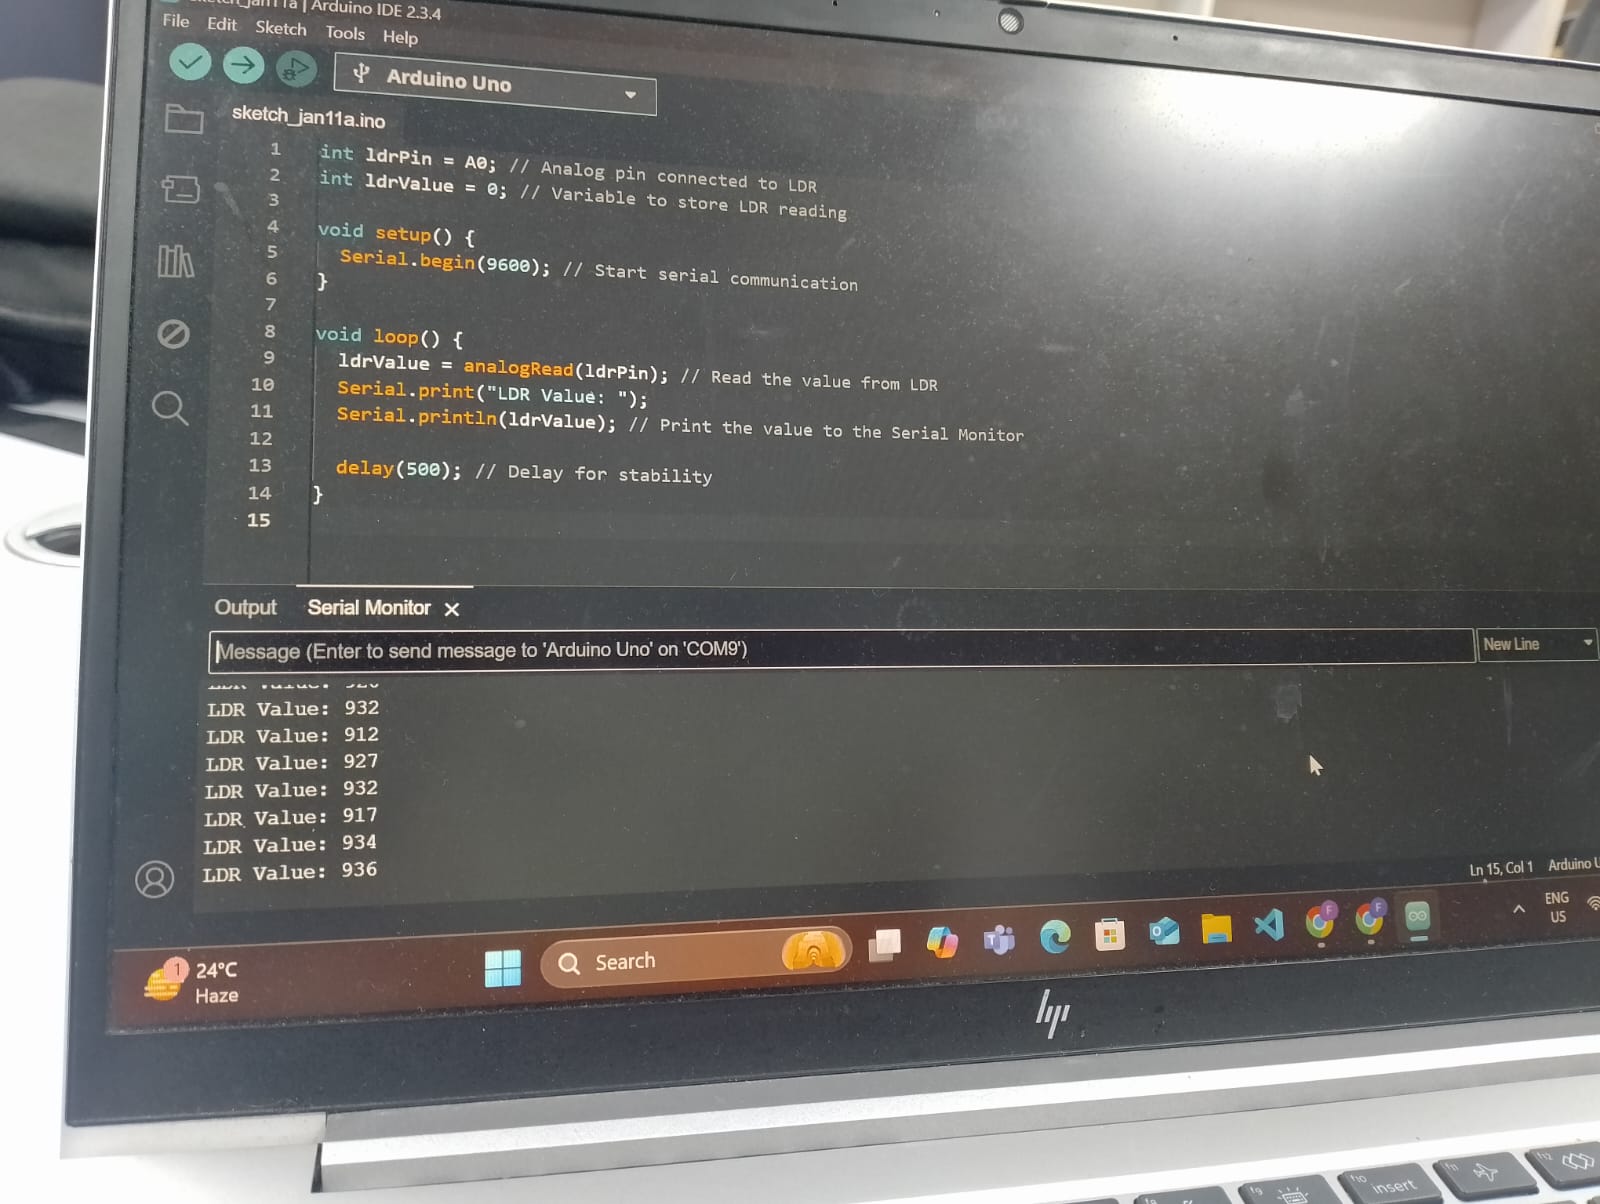 sketch_jan11a | Arduino IDE 2.3.4
File Edit Sketch Tools Help
Arduino Uno
sketch_jan11a.ino
1 int ldrPin = A0; // Analog pin connected to LDR
2 int ldrValue = 0; // Variable to store LDR reading
3
4 void setup() {
5 Serial.begin(9600); // Start serial communication
6 }
7
8 void loop() {
9 ldrValue = analogRead(ldrPin); // Read the value from LDR
10 Serial.print("LDR Value: ");
11 Serial.println(ldrValue); // Print the value to the Serial Monitor
12
13 delay(500); // Delay for stability
14 }
15
Output Serial Monitor
Message (Enter to send message to 'Arduino Uno' on 'COM9') New Line
LDR Value: 932
LDR Value: 912
LDR Value: 927
LDR Value: 932
LDR Value: 917
LDR Value: 934
LDR Value: 936
Ln 15, Col 1 Arduino U
1 24°C
Haze
Search
F F
ENG
US
hp
f9 f10 insert f11 f12